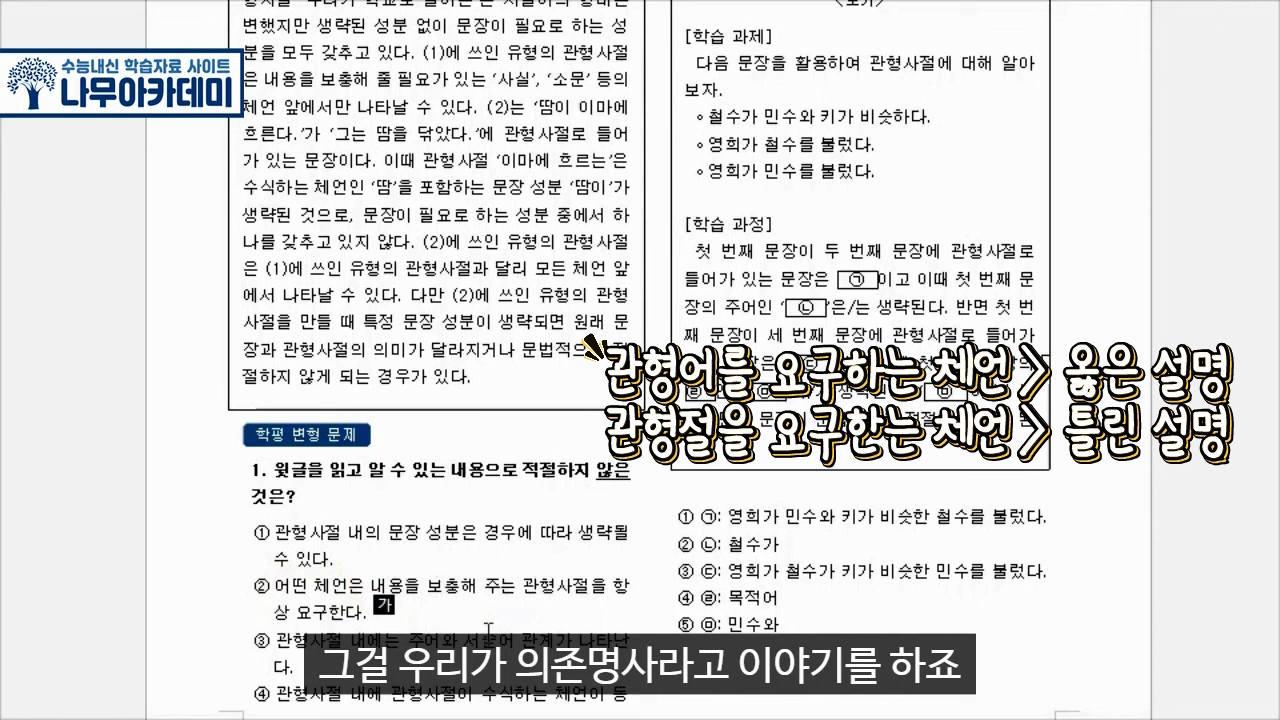 수능내신 학습자료 사이트
나무아카데미
변했지만 생략된 성분 없이 문장이 필요로 하는 성
분을 모두 갖추고 있다. (1)에 쓰인 유형의 관형사절
은 내용을 보충해 줄 필요가 있는 ‘사실’, ‘소문’ 등의
체언 앞에서만 나타날 수 있다. (2)는 ‘땀이 이마에
흐른다.’가 ‘그는 땀을 닦았다.’에 관형사절로 들어
가 있는 문장이다. 이때 관형사절 ‘이마에 흐르는’은
수식하는 체언인 ‘땀’을 포함하는 문장 성분 ‘땀이’가
생략된 것으로, 문장이 필요로 하는 성분 중에서 하
나를 갖추고 있지 않다. (2)에 쓰인 유형의 관형사절
은 (1)에 쓰인 유형의 관형사절과 달리 모든 체언 앞
에서 나타날 수 있다. 다만 (2)에 쓰인 유형의 관형
사절을 만들 때 특정 문장 성분이 생략되면 원래 문
장과 관형사절의 의미가 달라지거나 문법적으
절하지 않게 되는 경우가 있다.
학평 변형 문제
1. 윗글을 읽고 알 수 있는 내용으로 적절하지 않은
것은?
① 관형사절 내의 문장 성분은 경우에 따라 생략될
수 있다.
② 어떤 체언은 내용을 보충해 주는 관형사절을 항
상 요구한다. 가
③ 관형사절 내에는 주어와 서술어 관계가 나타난
다.
④ 관형사절 내에 관형사절이 수식하는 체언이 등
[학습 과제]
다음 문장을 활용하여 관형사절에 대해 알아
보자.
∘ 철수가 민수와 키가 비슷하다.
∘ 영희가 철수를 불렀다.
∘ 영희가 민수를 불렀다.
[학습 과정]
첫 번째 문장이 두 번째 문장에 관형사절로
들어가 있는 문장은 ㉠이고 이때 첫 번째 문
장의 주어인 ‘㉡’은/는 생략된다. 반면 첫 번
째 문장이 세 번째 문장에 관형사절로 들어가
관형어를 요구하는 체언> 옳은 설명
관형절을 요구한는 체언> 틀린 설명
① ㉠: 영희가 민수와 키가 비슷한 철수를 불렀다.
② ㉡: 철수가
③ ㉢: 영희가 철수가 키가 비슷한 민수를 불렀다.
④ ㉣: 목적어
⑤ ㉤: 민수와
그걸 우리가 의존명사라고 이야기를 하죠